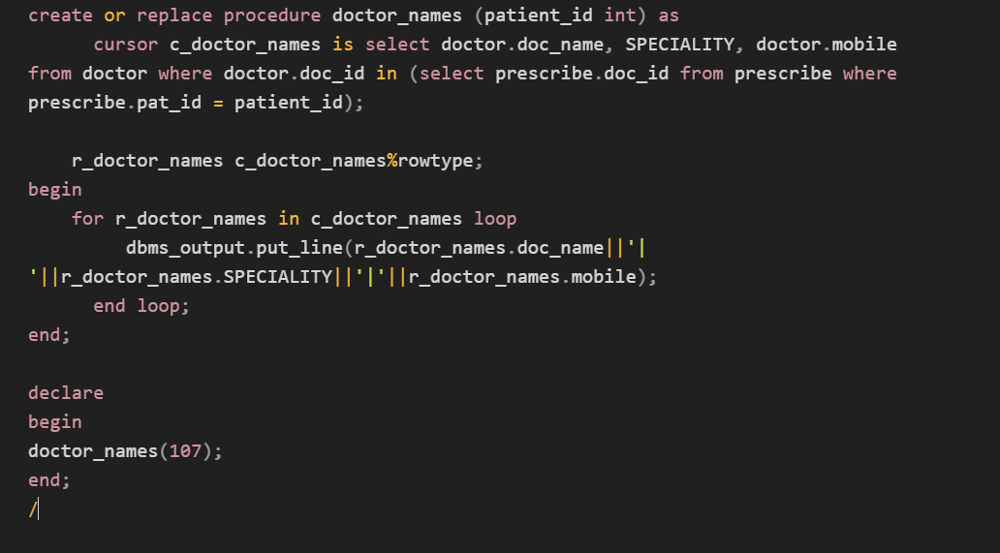 create or replace procedure doctor_names (patient_id int) as
cursor c_doctor_names is select doctor.doc_name, SPECIALITY, doctor.mobile
from doctor where doctor.doc_id in (select prescribe.doc_id from prescribe where
prescribe.pat_id = patient_id);
r_doctor_names c_doctor_names%rowtype;
begin
for r_doctor_names in c_doctor_names loop
dbms_output.put_line(r_doctor_names.doc_name||'|
'||r_doctor_names.SPECIALITY||'|'||r_doctor_names.mobile);
end loop;
end;
declare
begin
doctor_names(107);
end;
/